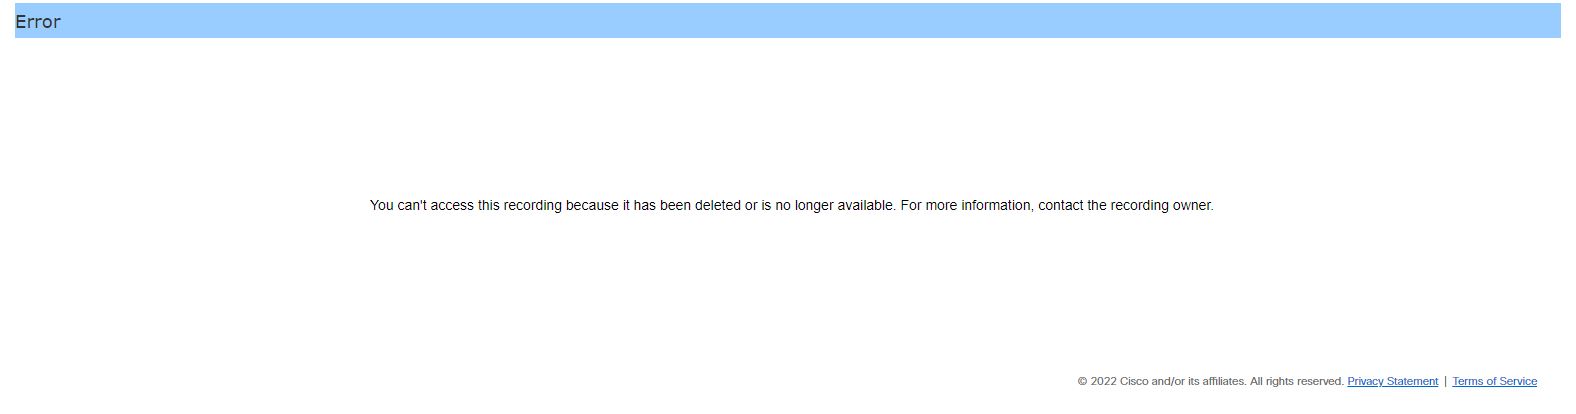 Error
You can't access this recording because it has been deleted or is no longer available. For more information, contact the recording owner.
© 2022 Cisco and/or its affiliates. All rights reserved. Privacy Statement | Terms of Service